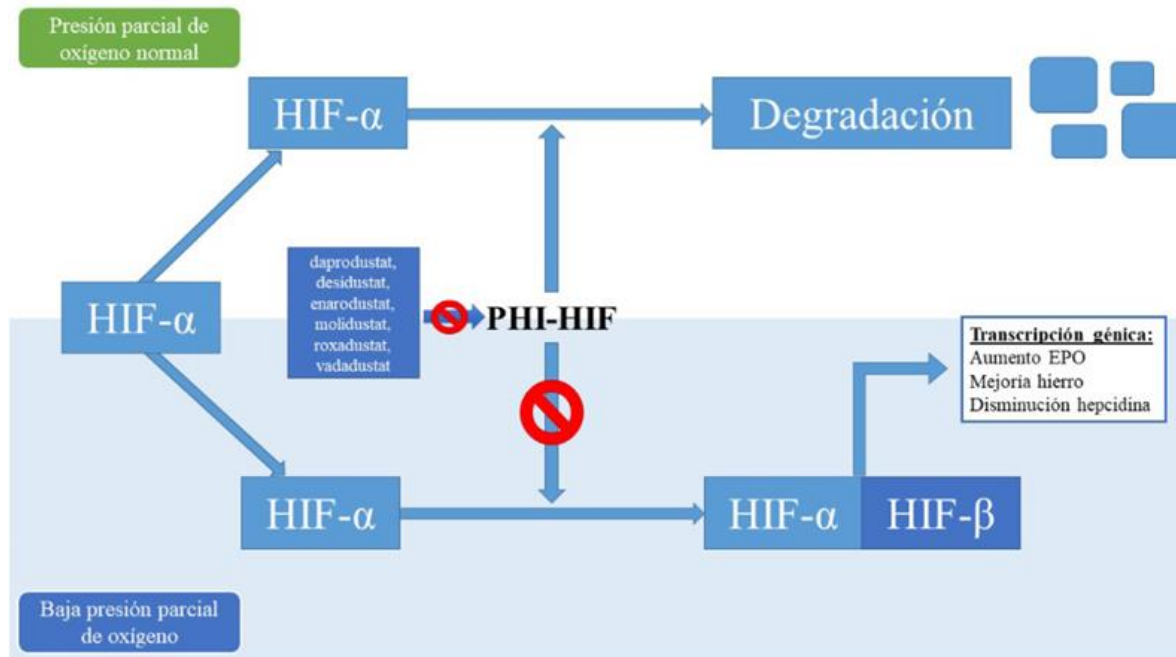 Presión parcial de
oxígeno normal
HIF-α
Degradación
HIF-α
daprodustat,
desidustat,
enarodustat,
molidustat,
roxadustat,
vadadustat
PHI-HIF
Transcripción génica:
Aumento EPO
Mejoría hierro
Disminución hepcidina
HIF-α
HIF-α
HIF-β
Baja presión parcial
de oxígeno